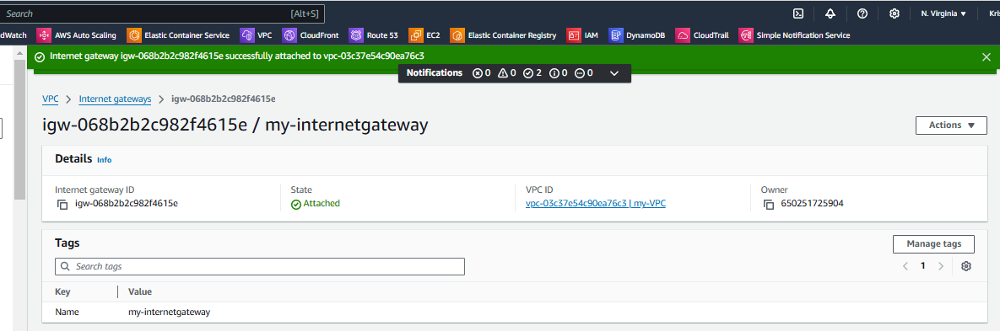 Search [Alt+S] N. Virginia ▼ Kris
dWatch AWS Auto Scaling Elastic Container Service VPC CloudFront Route 53 EC2 Elastic Container Registry IAM DynamoDB CloudTrail Simple Notification Service
Internet gateway igw-068b2b2c982f4615e successfully attached to vpc-03c37e54c90ea76c3
Notifications 0 0 2 0 0
VPC > Internet gateways > igw-068b2b2c982f4615e
igw-068b2b2c982f4615e / my-internetgateway
Actions ▼
Details Info
Internet gateway ID State VPC ID Owner
igw-068b2b2c982f4615e Attached vpc-03c37e54c90ea76c3 | my-VPC 650251725904
Tags Manage tags
Search tags < 1 >
Key Value
Name my-internetgateway